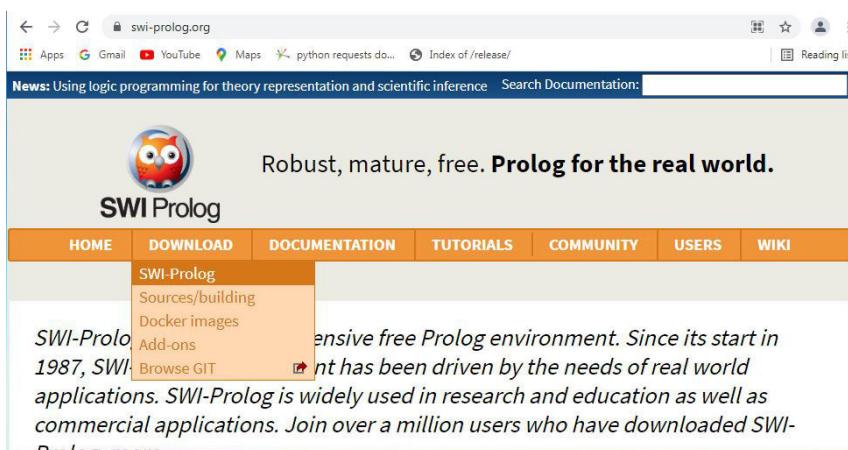 swi-prolog.org
Apps Gmail YouTube Maps python requests do... Index of /release/ Reading lis
News: Using logic programming for theory representation and scientific inference Search Documentation:
Robust, mature, free. Prolog for the real world.
SWI Prolog
HOME DOWNLOAD DOCUMENTATION TUTORIALS COMMUNITY USERS WIKI
SWI-Prolog
Sources/building
Docker images
Add-ons
Browse GIT
SWI-Prolo ensive free Prolog environment. Since its start in
1987, SWI- nt has been driven by the needs of real world
applications. SWI-Prolog is widely used in research and education as well as
commercial applications. Join over a million users who have downloaded SWI-